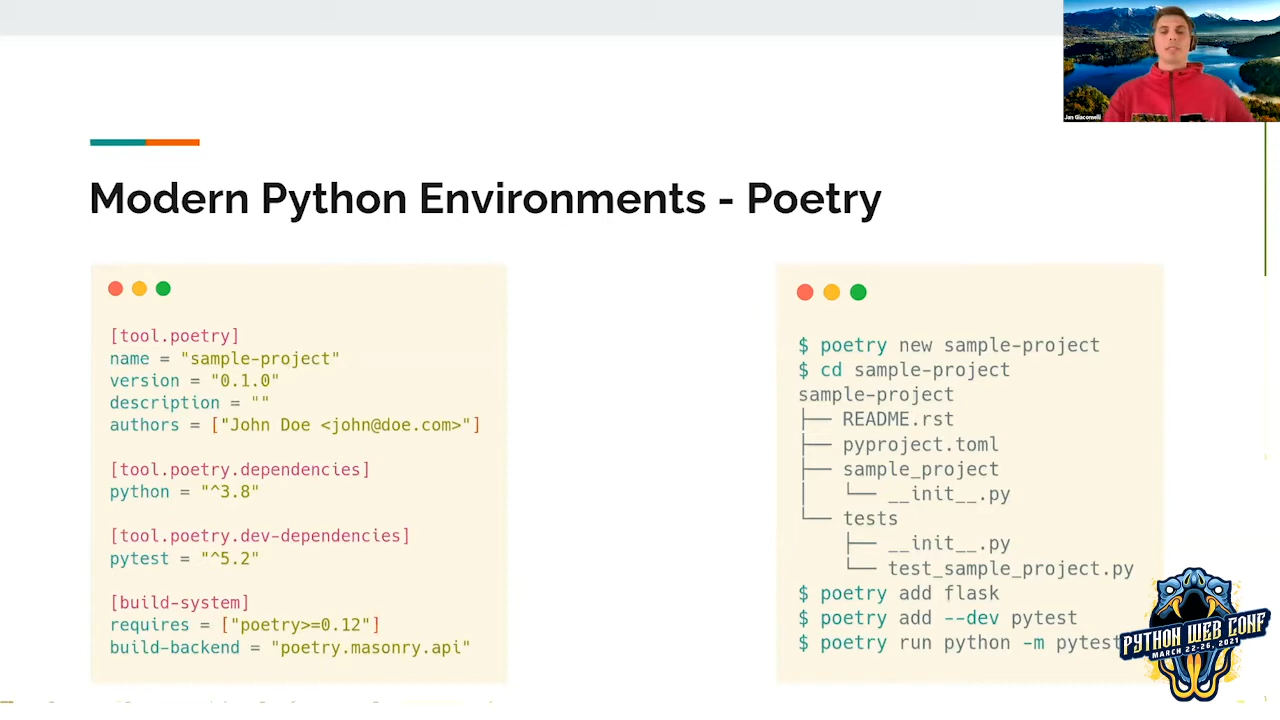 Jan Giacomelli
Modern Python Environments - Poetry
[tool.poetry]
name = "sample-project"
version = "0.1.0"
description = ""
authors = ["John Doe <john@doe.com>"]
[tool.poetry.dependencies]
python = "^3.8"
[tool.poetry.dev-dependencies]
pytest = "^5.2"
[build-system]
requires = ["poetry>=0.12"]
build-backend = "poetry.masonry.api"
$ poetry new sample-project
$ cd sample-project
sample-project
├── README.rst
├── pyproject.toml
├── sample_project
│   └── __init__.py
└── tests
    ├── __init__.py
    └── test_sample_project.py
$ poetry add flask
$ poetry add --dev pytest
$ poetry run python -m pytest
PYTHON WEB CONF
MARCH 22-26, 2021